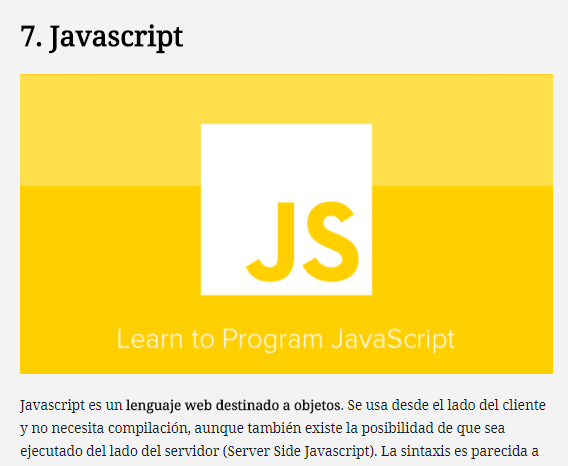 7. Javascript
JS
Learn to Program JavaScript
Javascript es un lenguaje web destinado a objetos. Se usa desde el lado del cliente
y no necesita compilación, aunque también existe la posibilidad de que sea
ejecutado del lado del servidor (Server Side Javascript). La sintaxis es parecida a